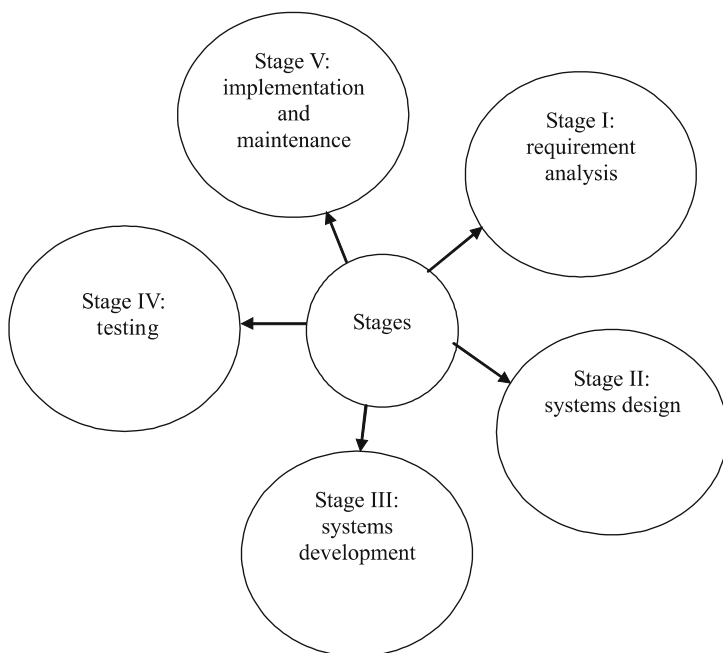 Stage V:
implementation
and
maintenance
Stage I:
requirement
analysis
Stage IV:
testing
Stages
Stage II:
systems design
Stage III:
systems
development